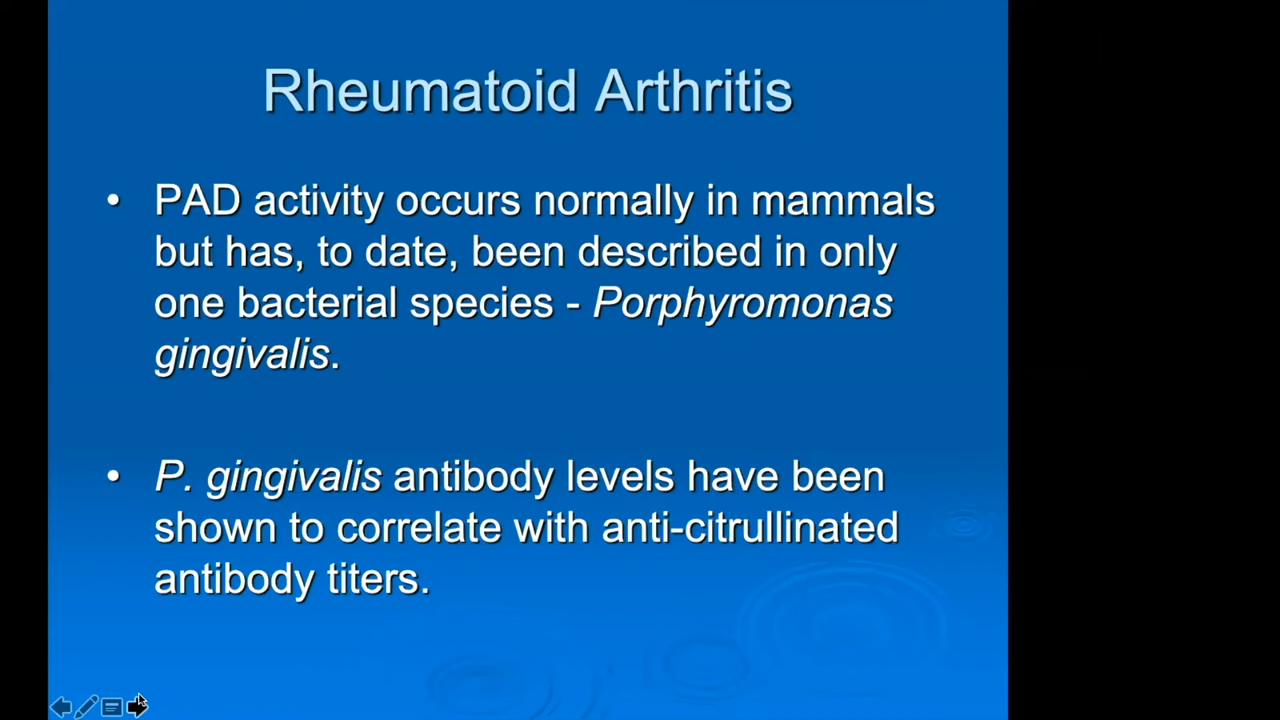 Rheumatoid Arthritis
• PAD activity occurs normally in mammals
but has, to date, been described in only
one bacterial species - Porphyromonas
gingivalis.
• P. gingivalis antibody levels have been
shown to correlate with anti-citrullinated
antibody titers.